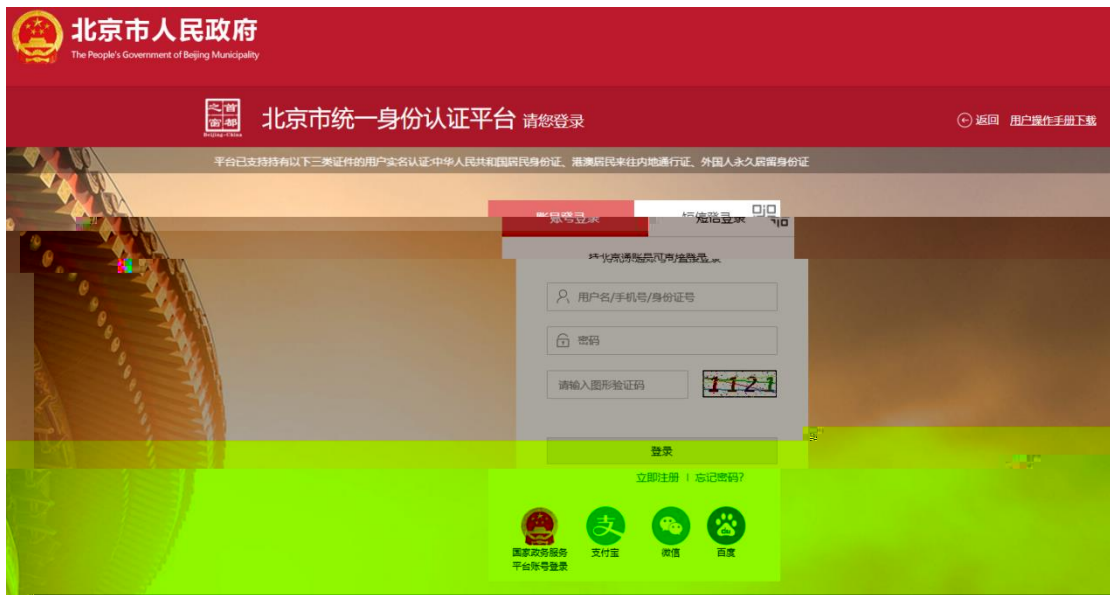 北京市人民政府
The People's Government of Beijing Municipality
首都之窗
Beijing-China
北京市统一身份认证平台 请您登录
返回 用户操作手册下载
平台已支持持有以下三类证件的用户实名认证:中华人民共和国居民身份证、港澳居民来往内地通行证、外国人永久居留身份证
登录 短信登录
用户名/手机号/身份证号
密码
请输入图形验证码 1121
登录
立即注册 | 忘记密码?
国家政务服务 支付宝 微信 百度
平台账号登录